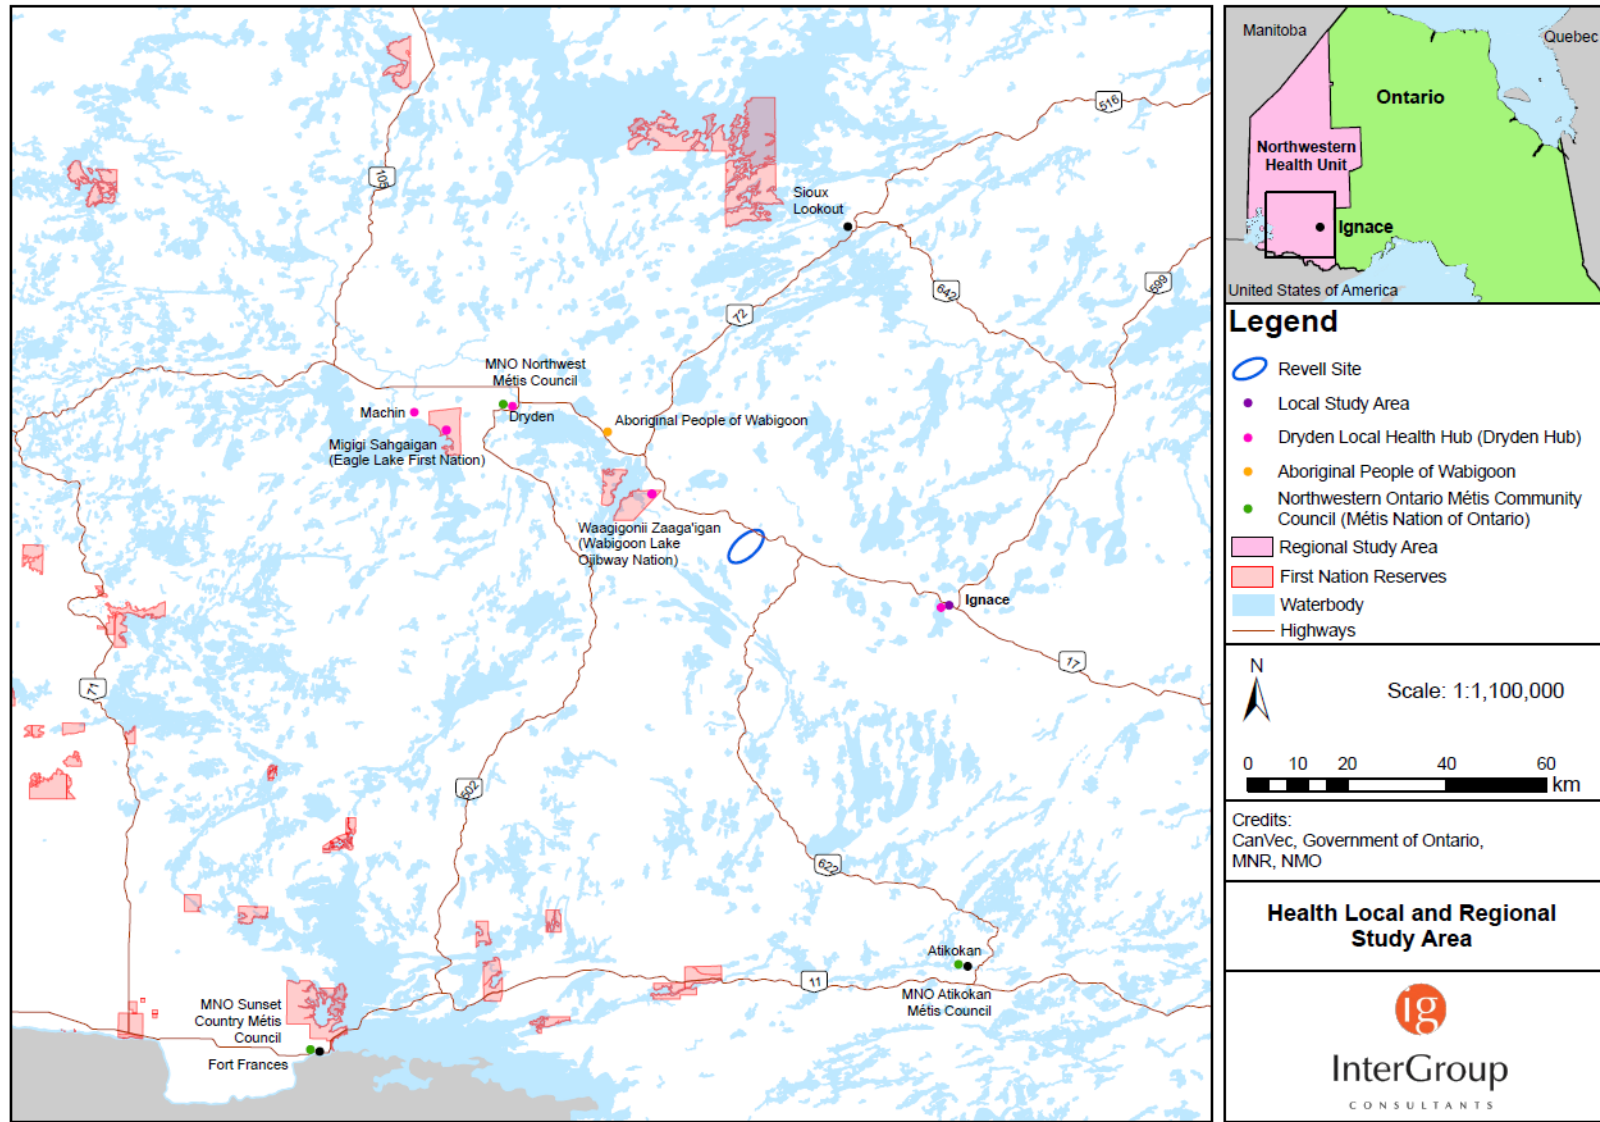 105
516
Sioux
Lookout
599
642
72
MNO Northwest
Métis Council
Machin
Dryden
Aboriginal People of Wabigoon
Migigi Sahgaigan
(Eagle Lake First Nation)
Waagigonii Zaaga'igan
(Wabigoon Lake
Ojibway Nation)
Ignace
17
71
502
622
Atikokan
11
MNO Atikokan
Métis Council
MNO Sunset
Country Métis
Council
Fort Frances
Manitoba
Quebec
Ontario
Northwestern
Health Unit
Ignace
United States of America
Legend
Revell Site
Local Study Area
Dryden Local Health Hub (Dryden Hub)
Aboriginal People of Wabigoon
Northwestern Ontario Métis Community
Council (Métis Nation of Ontario)
Regional Study Area
First Nation Reserves
Waterbody
Highways
N
Scale: 1:1,100,000
0 10 20 40 60
km
Credits:
CanVec, Government of Ontario,
MNR, NMO
Health Local and Regional
Study Area
ig
InterGroup
CONSULTANTS